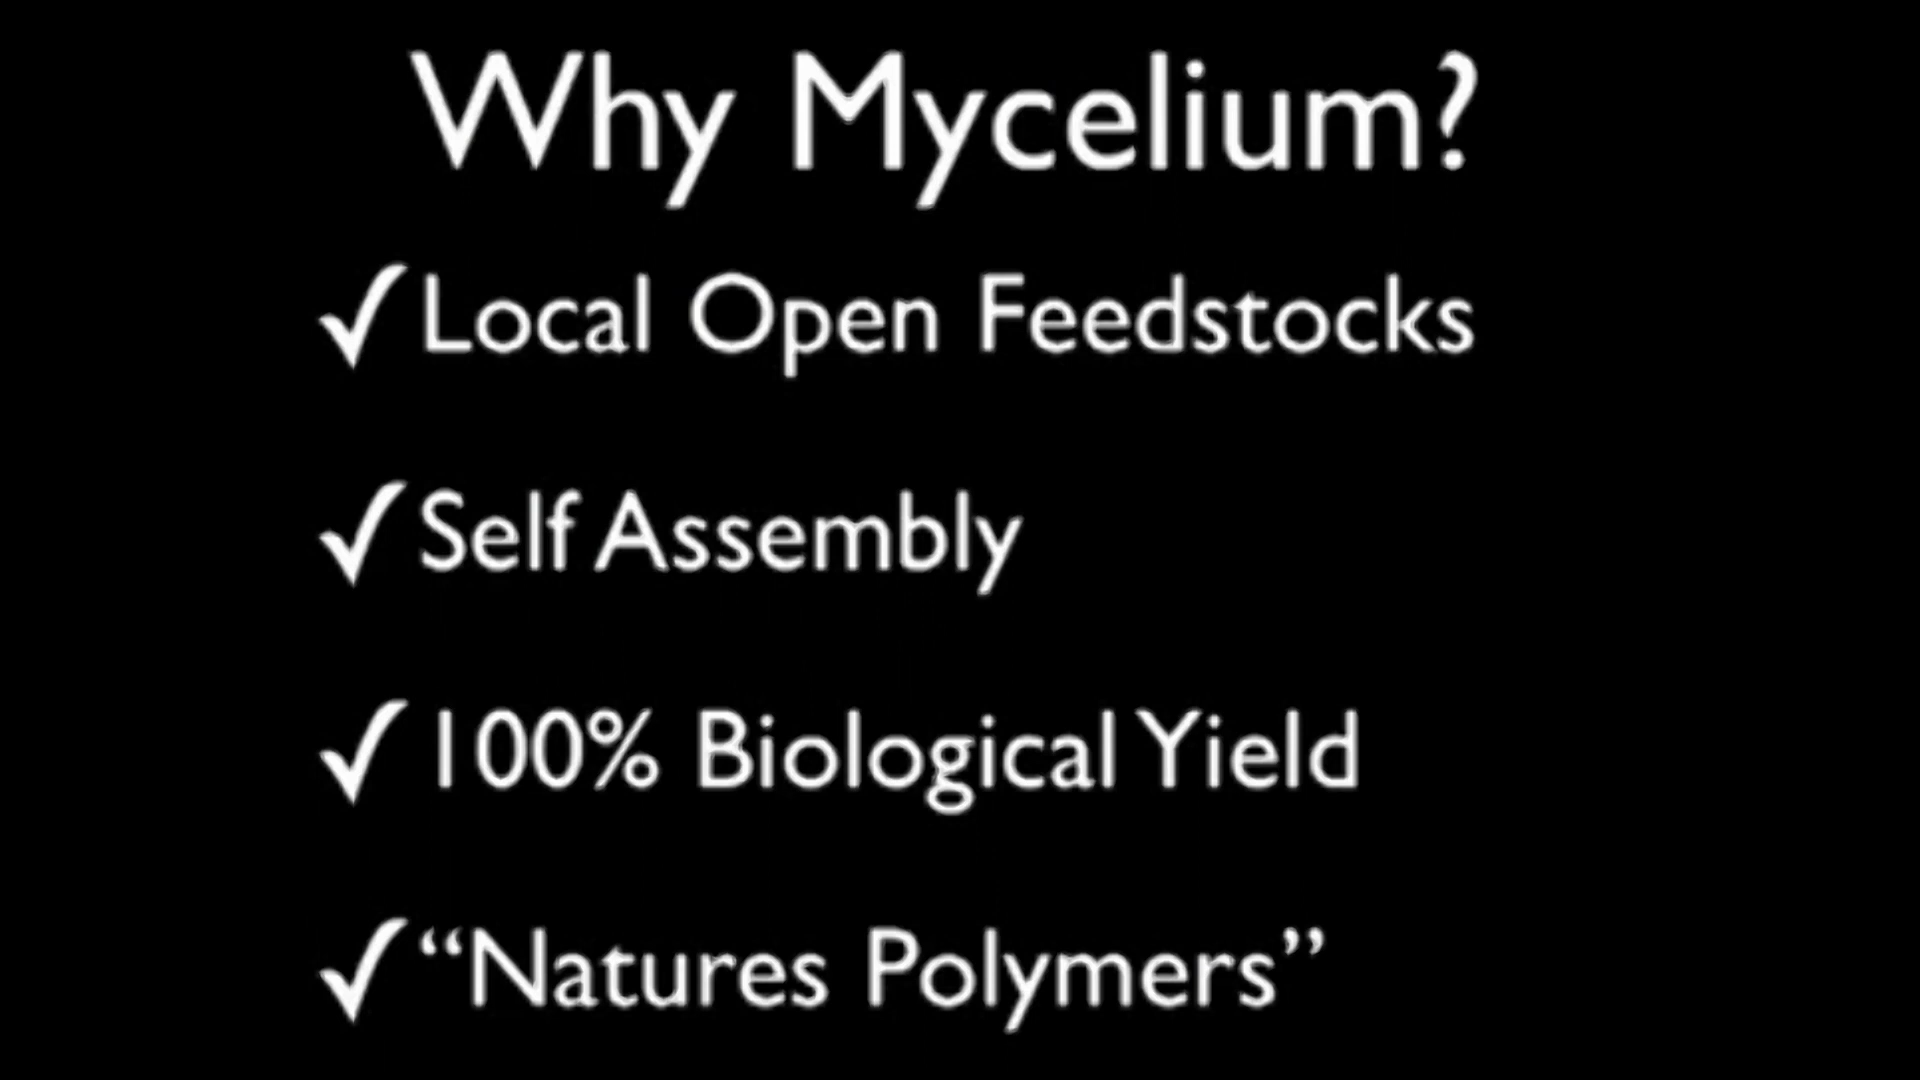 Why Mycelium?
✓Local Open Feedstocks
✓Self Assembly
✓100% Biological Yield
✓“Natures Polymers”